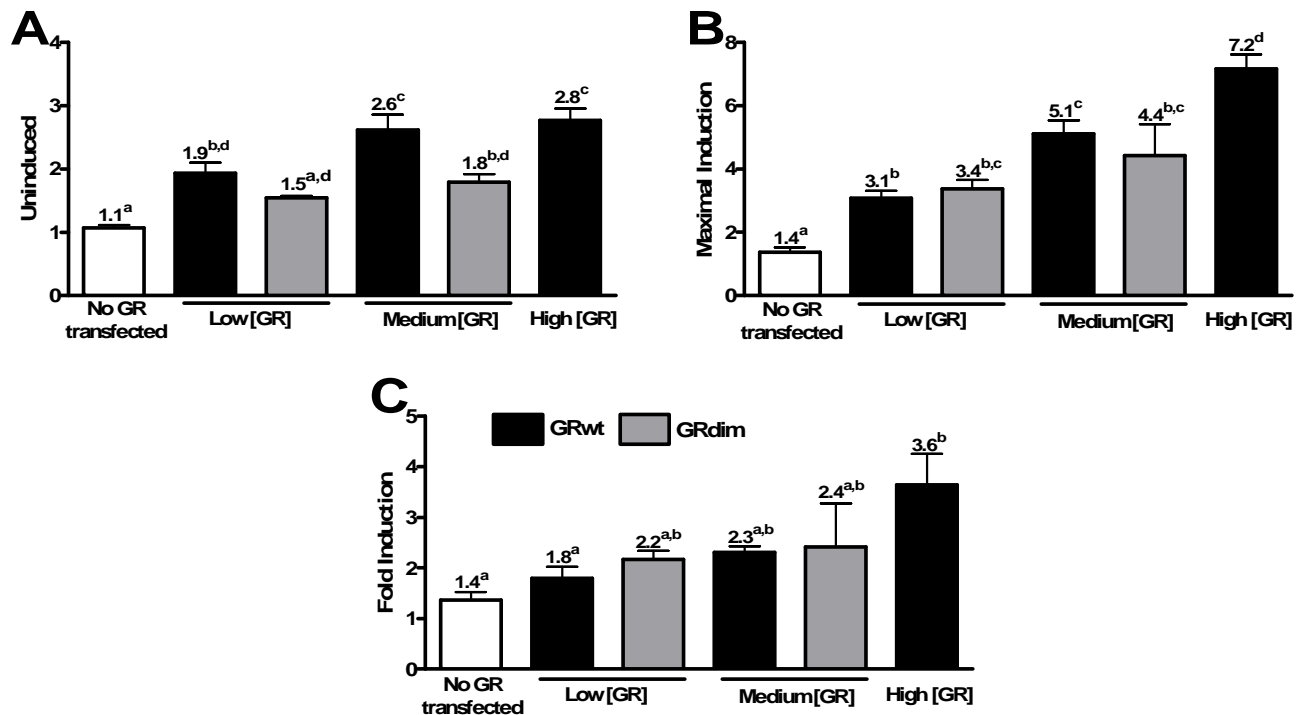 A
Uninduced
4
3
2
1
0
1.1a
1.9b,d
1.5a,d
2.6c
1.8b,d
2.8c
No GR
transfected
Low [GR]
Medium [GR]
High [GR]
B
Maximal Induction
8
6
4
2
0
1.4a
3.1b
3.4b,c
5.1c
4.4b,c
7.2d
No GR
transfected
Low [GR]
Medium [GR]
High [GR]
C
Fold Induction
5
4
3
2
1
0
GRwt
GRdim
1.4a
1.8a
2.2a,b
2.3a,b
2.4a,b
3.6b
No GR
transfected
Low [GR]
Medium [GR]
High [GR]